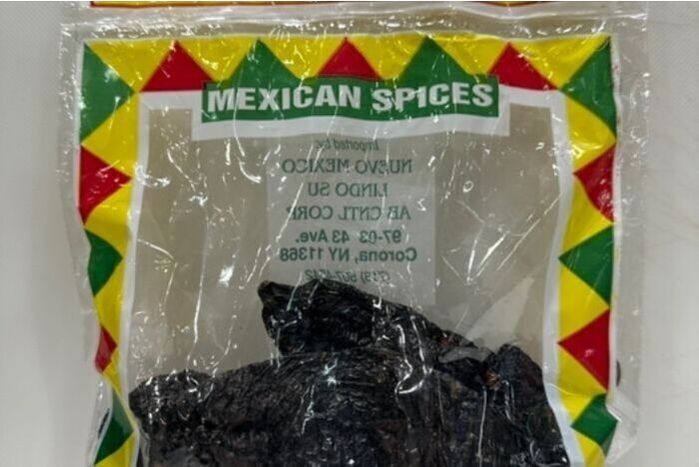 MEXICAN SPICES
Imported by:
NUEVO MEXICO
LINDO SU
AB CNTL CORP
97-03 43 Ave.
Corona, NY 11368